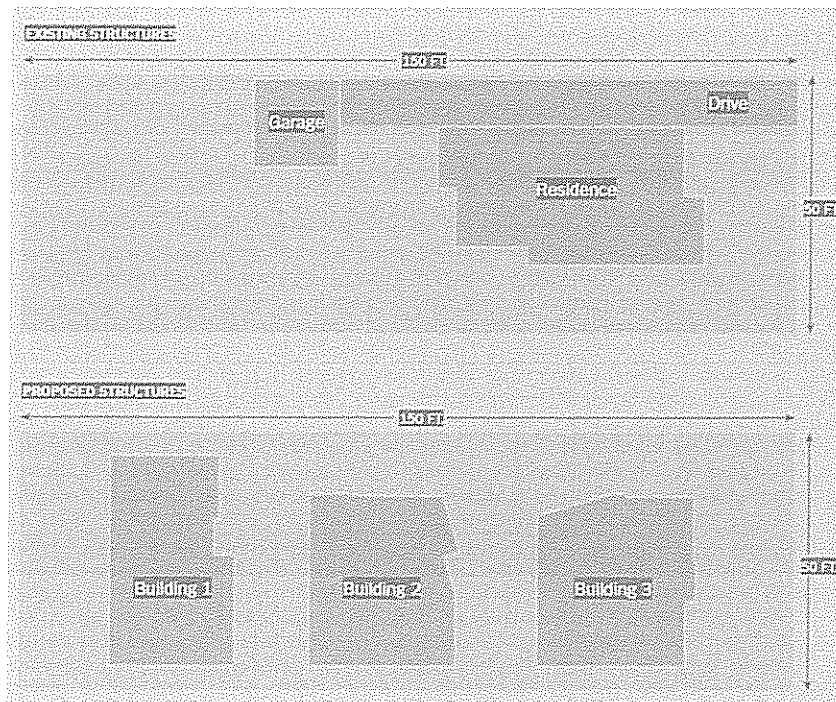 EXISTING STRUCTURES
150 FT
Garage
Drive
Residence
50 FT
PROPOSED STRUCTURES
150 FT
Building 1
Building 2
Building 3
50 FT